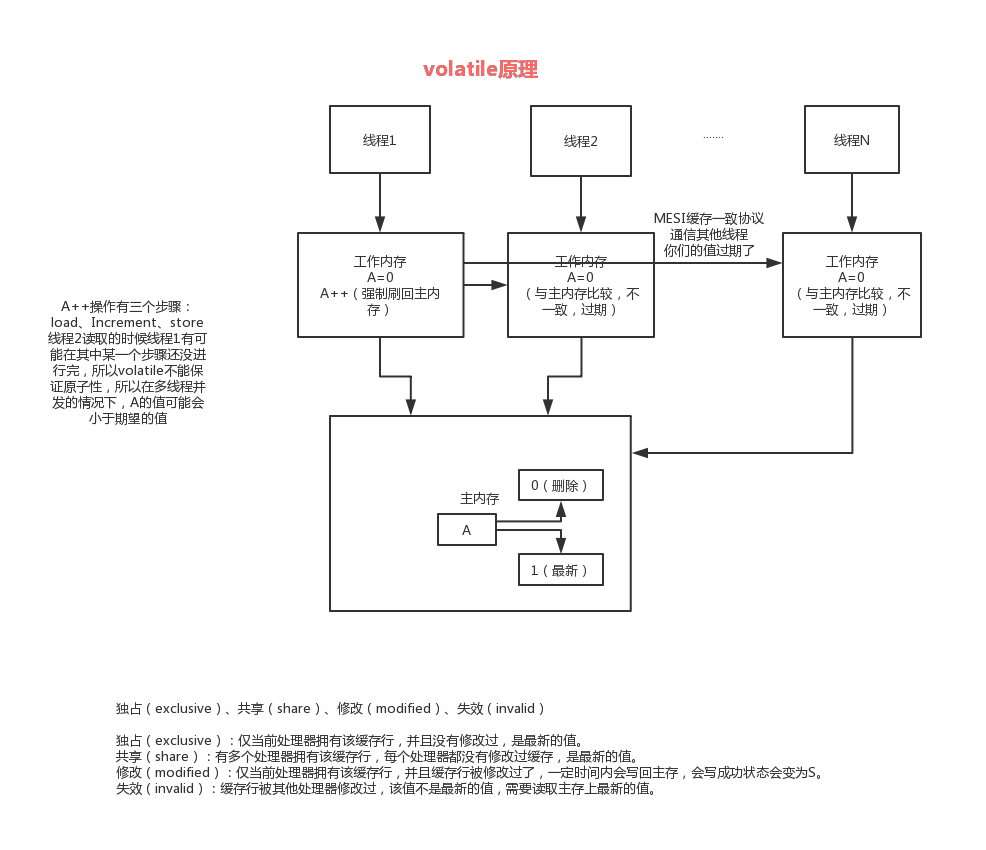 volatile原理
线程1
线程2
.......
线程N
MESI缓存一致协议
通信其他线程
你们的值过期了
工作内存
A=0
A++（强制刷回主内
存）
工作内存
A=0
（与主内存比较，不
一致，过期）
工作内存
A=0
（与主内存比较，不
一致，过期）
A++操作有三个步骤：
load、Increment、store
线程2读取的时候线程1有可
能在其中某一个步骤还没进
行完，所以volatile不能保
证原子性，所以在多线程并
发的情况下，A的值可能会
小于期望的值
0（删除）
主内存
A
1（最新）
独占（exclusive）、共享（share）、修改（modified）、失效（invalid）
独占（exclusive）：仅当前处理器拥有该缓存行，并且没有修改过，是最新的值。
共享（share）：有多个处理器拥有该缓存行，每个处理器都没有修改过缓存，是最新的值。
修改（modified）：仅当前处理器拥有该缓存行，并且缓存行被修改过了，一定时间内会写回主存，会写成功状态会变为S。
失效（invalid）：缓存行被其他处理器修改过，该值不是最新的值，需要读取主存上最新的值。